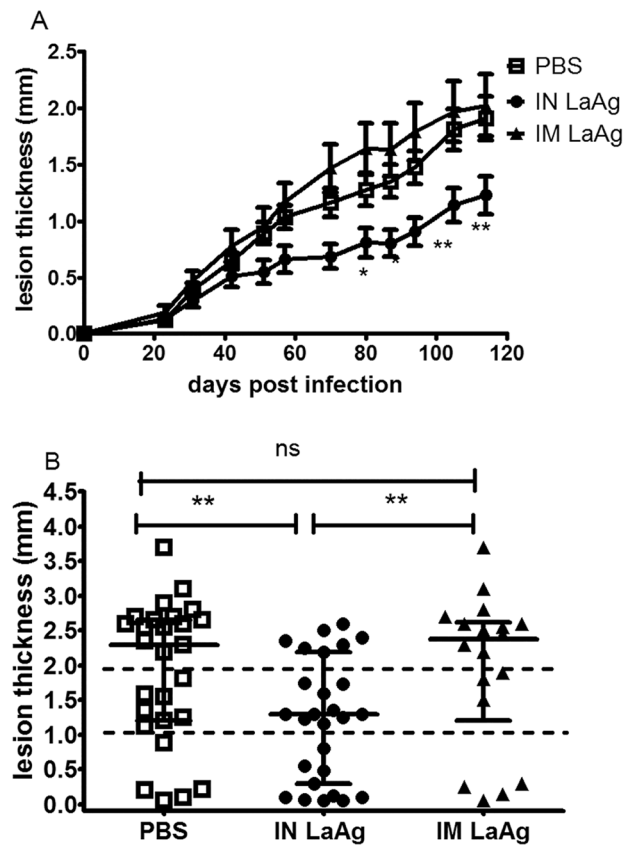 A
lesion thickness (mm)
2.5
2.0
1.5
1.0
0.5
0.0
0 20 40 60 80 100 120
days post infection
PBS
IN LaAg
IM LaAg
* * ** **
B
ns
** **
lesion thickness (mm)
4.5
4.0
3.5
3.0
2.5
2.0
1.5
1.0
0.5
0.0
PBS IN LaAg IM LaAg